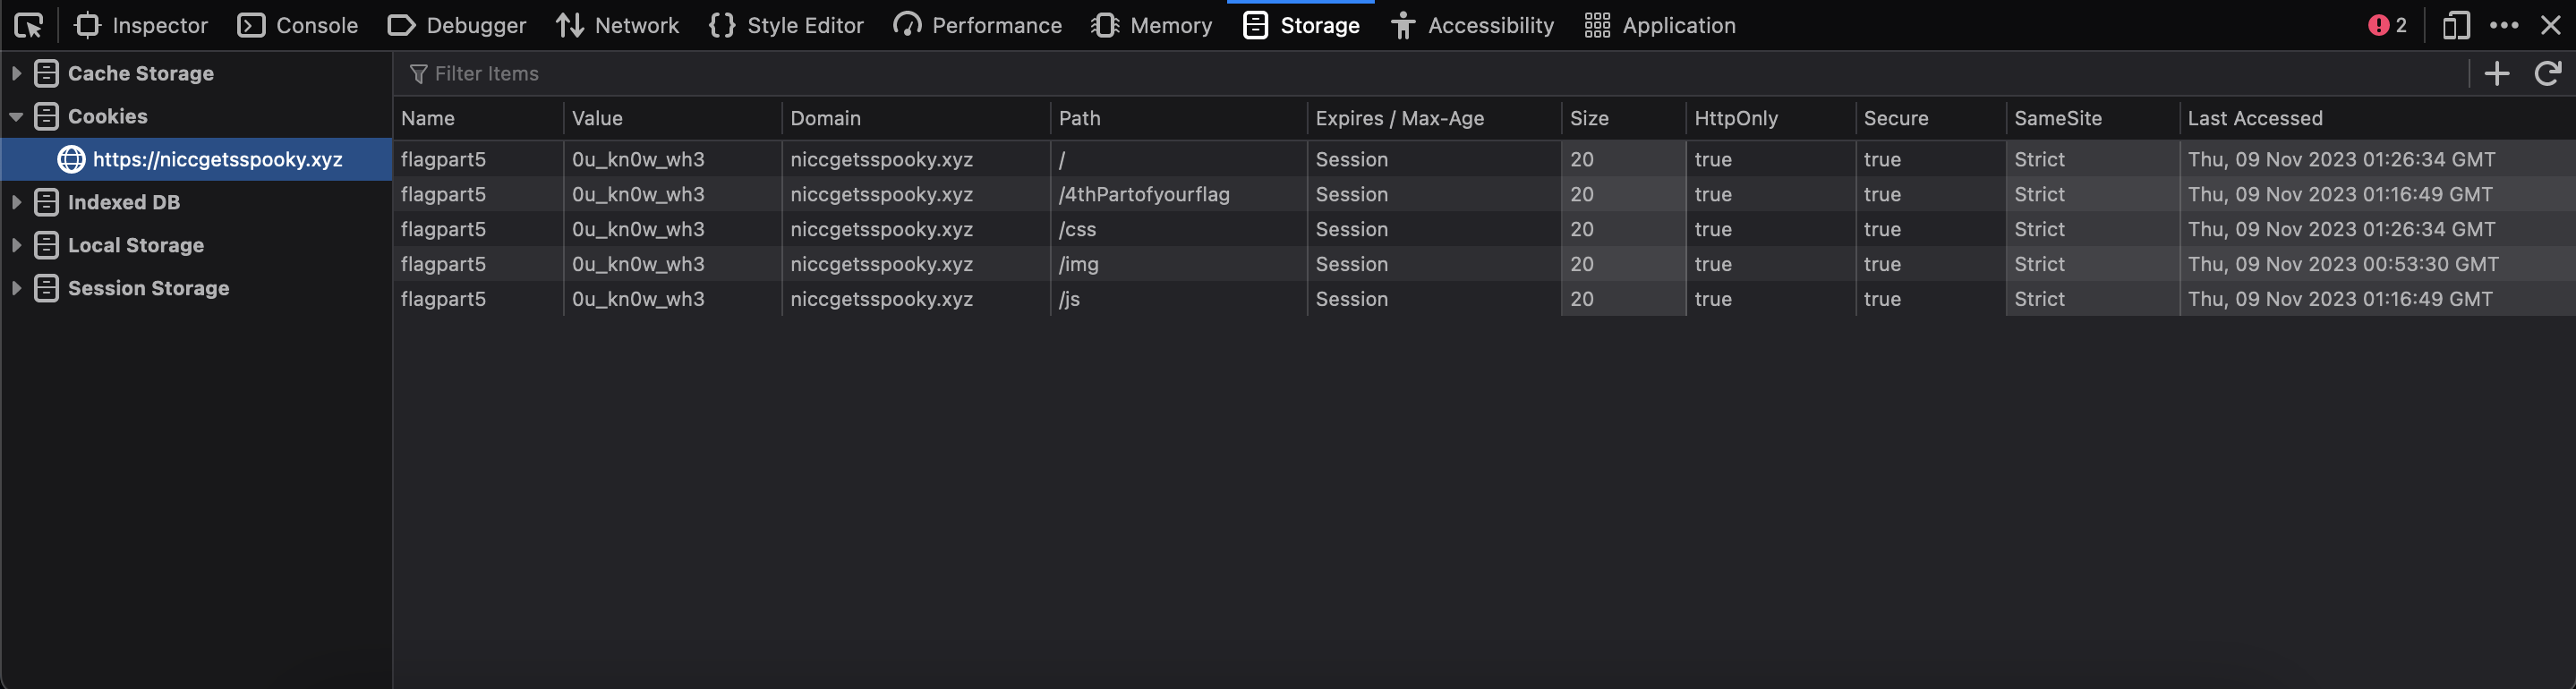 Inspector Console Debugger Network Style Editor Performance Memory Storage Accessibility Application 2
Cache Storage
Cookies
https://niccgetsspooky.xyz
Indexed DB
Local Storage
Session Storage
Filter Items
Name Value Domain Path Expires / Max-Age Size HttpOnly Secure SameSite Last Accessed
flagpart5 0u_kn0w_wh3 niccgetsspooky.xyz / Session 20 true true Strict Thu, 09 Nov 2023 01:26:34 GMT
flagpart5 0u_kn0w_wh3 niccgetsspooky.xyz /4thPartofyourflag Session 20 true true Strict Thu, 09 Nov 2023 01:16:49 GMT
flagpart5 0u_kn0w_wh3 niccgetsspooky.xyz /css Session 20 true true Strict Thu, 09 Nov 2023 01:26:34 GMT
flagpart5 0u_kn0w_wh3 niccgetsspooky.xyz /img Session 20 true true Strict Thu, 09 Nov 2023 00:53:30 GMT
flagpart5 0u_kn0w_wh3 niccgetsspooky.xyz /js Session 20 true true Strict Thu, 09 Nov 2023 01:16:49 GMT